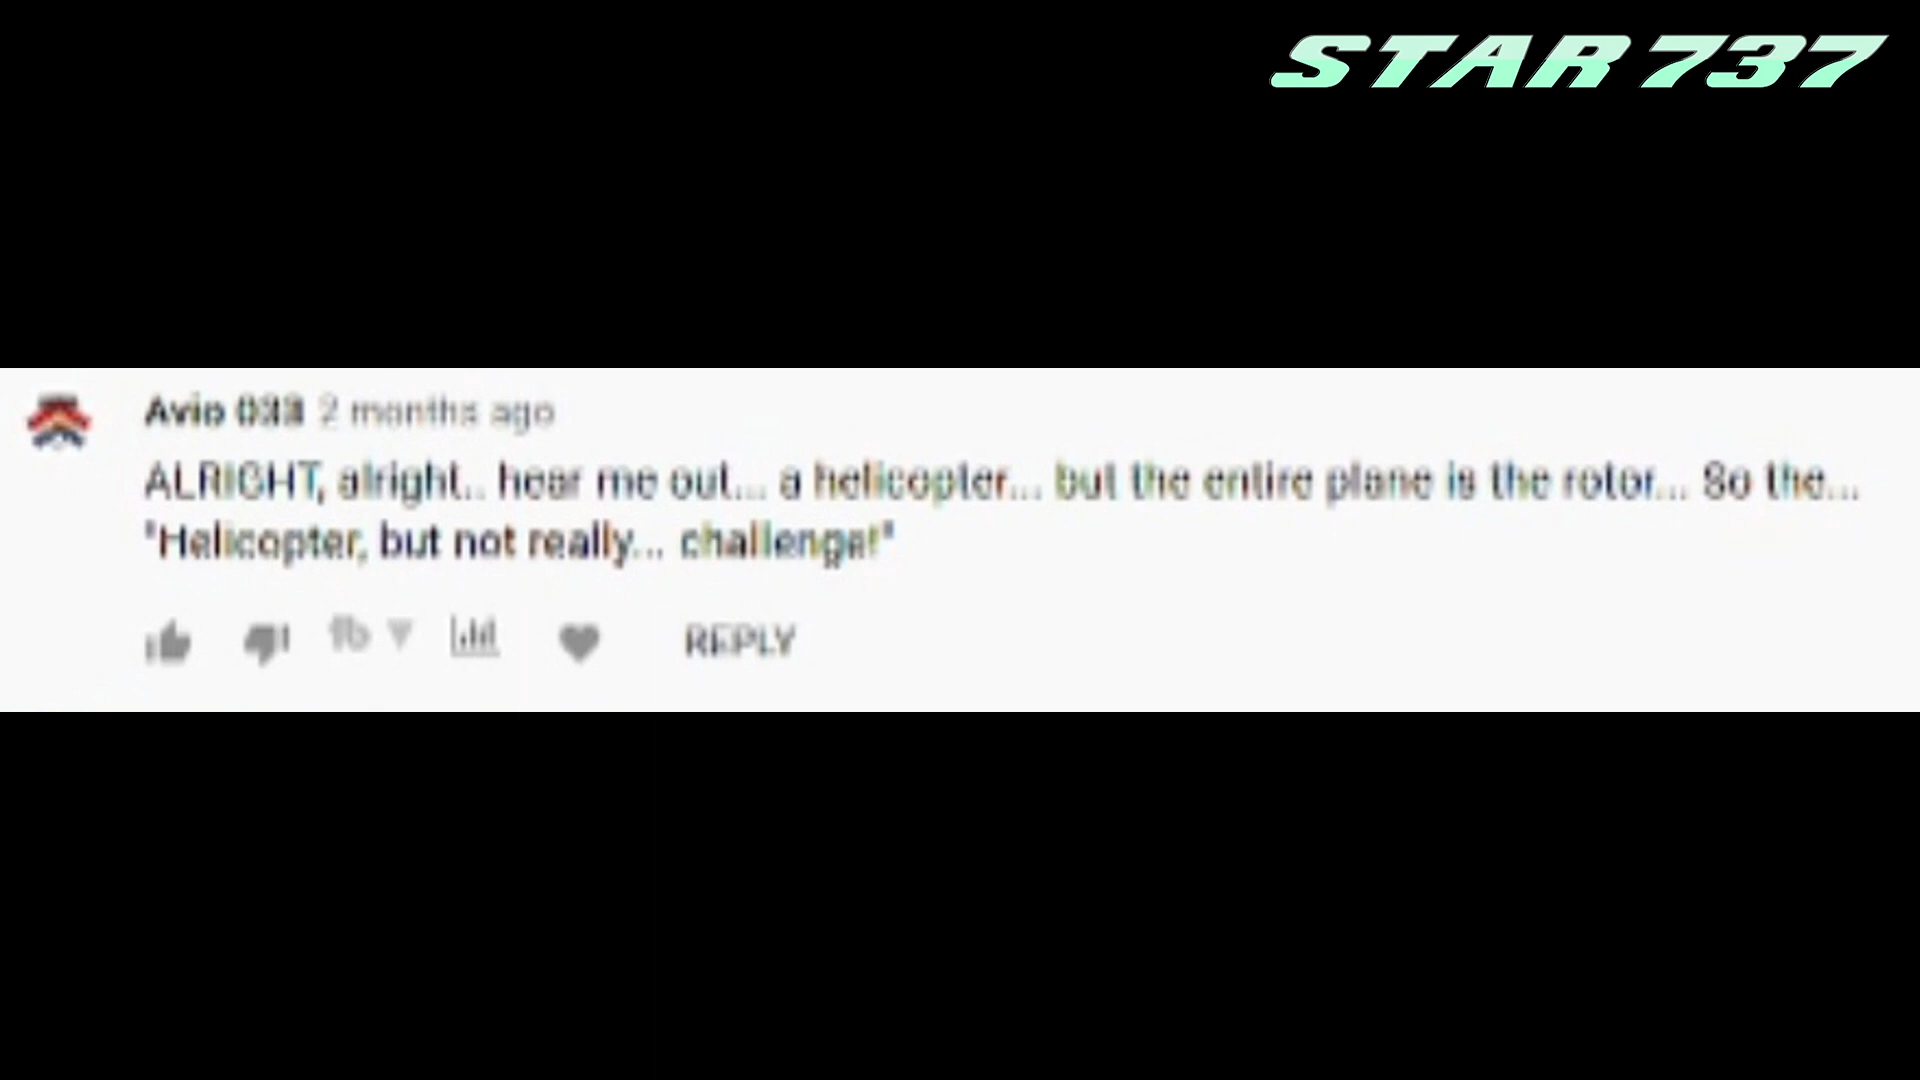 STAR 737
Avio 033 2 months ago
ALRIGHT, alright.. hear me out... a helicopter... but the entire plane is the rotor... So the...
"Helicopter, but not really... challenge!"
REPLY